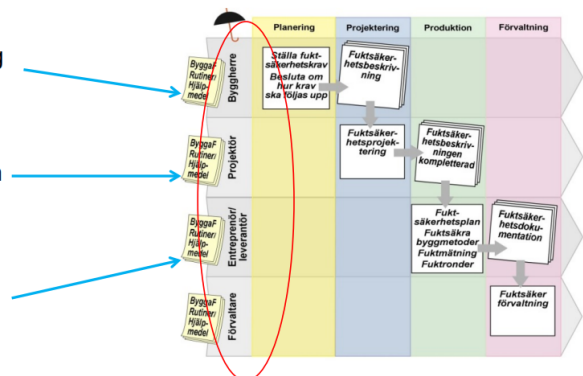 Planering
Projektering
Produktion
Förvaltning
g
ByggaF
Rutiner/
Hjälp-
medel
Byggherre
Ställa fukt-
säkerhetskrav
Besluta om
hur krav
ska följas upp
Fuktsäker-
hetsbeskriv-
ning
ByggaF
Rutiner/
Hjälp-
medel
Projektör
Fuktsäker-
hetsprojek-
tering
Fuktsäker-
hetsbeskriv-
ningen
kompletterad
ByggaF
Rutiner/
Hjälp-
medel
Entreprenör/
leverantör
Fukt-
säkerhetsplan
Fuktsäkra
byggmetoder
Fuktmätning
Fuktronder
Fuktsäker-
hetsdoku-
mentation
ByggaF
Rutiner/
Hjälp-
medel
Förvaltare
Fuktsäker
förvaltning